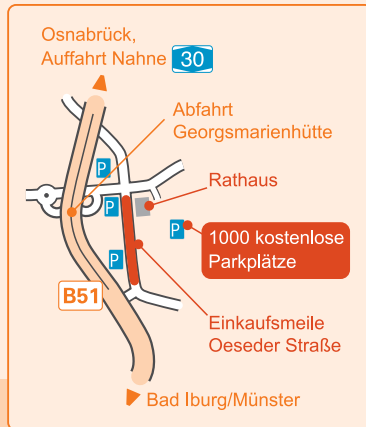 Osnabrück,
Auffahrt Nahne 30
Abfahrt
Georgsmarienhütte
P
Rathaus
P
P
1000 kostenlose
Parkplätze
P
B51
Einkaufsmeile
Oeseder Straße
Bad Iburg/Münster